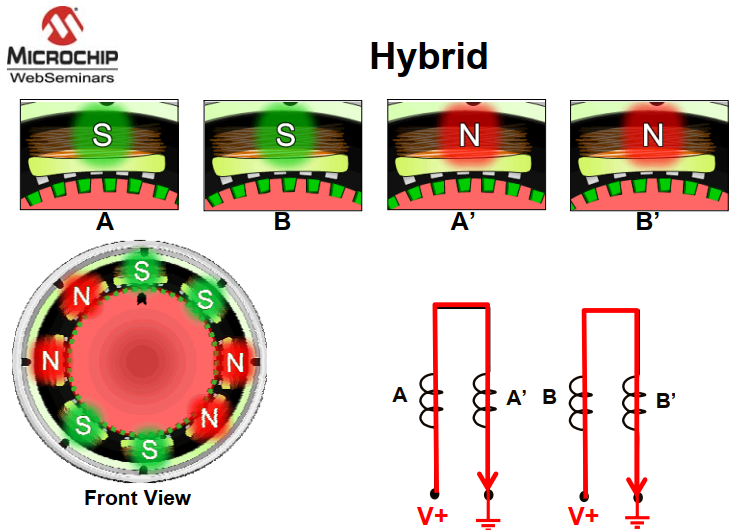 MICROCHIP
WebSeminars
Hybrid
S
S
N
N
A
B
A’
B’
S
N
S
N
N
S
N
S
Front View
A
A’
B
B’
V+
V+